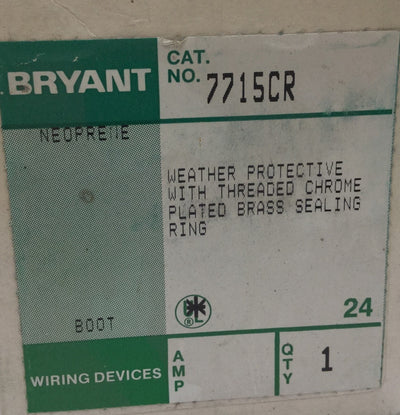 BRYANT
CAT.
NO. 7715CR
NEOPRENE
WEATHER PROTECTIVE
WITH THREADED CHROME
PLATED BRASS SEALING
RING
BOOT
24
WIRING DEVICES
AMP
QTY 1